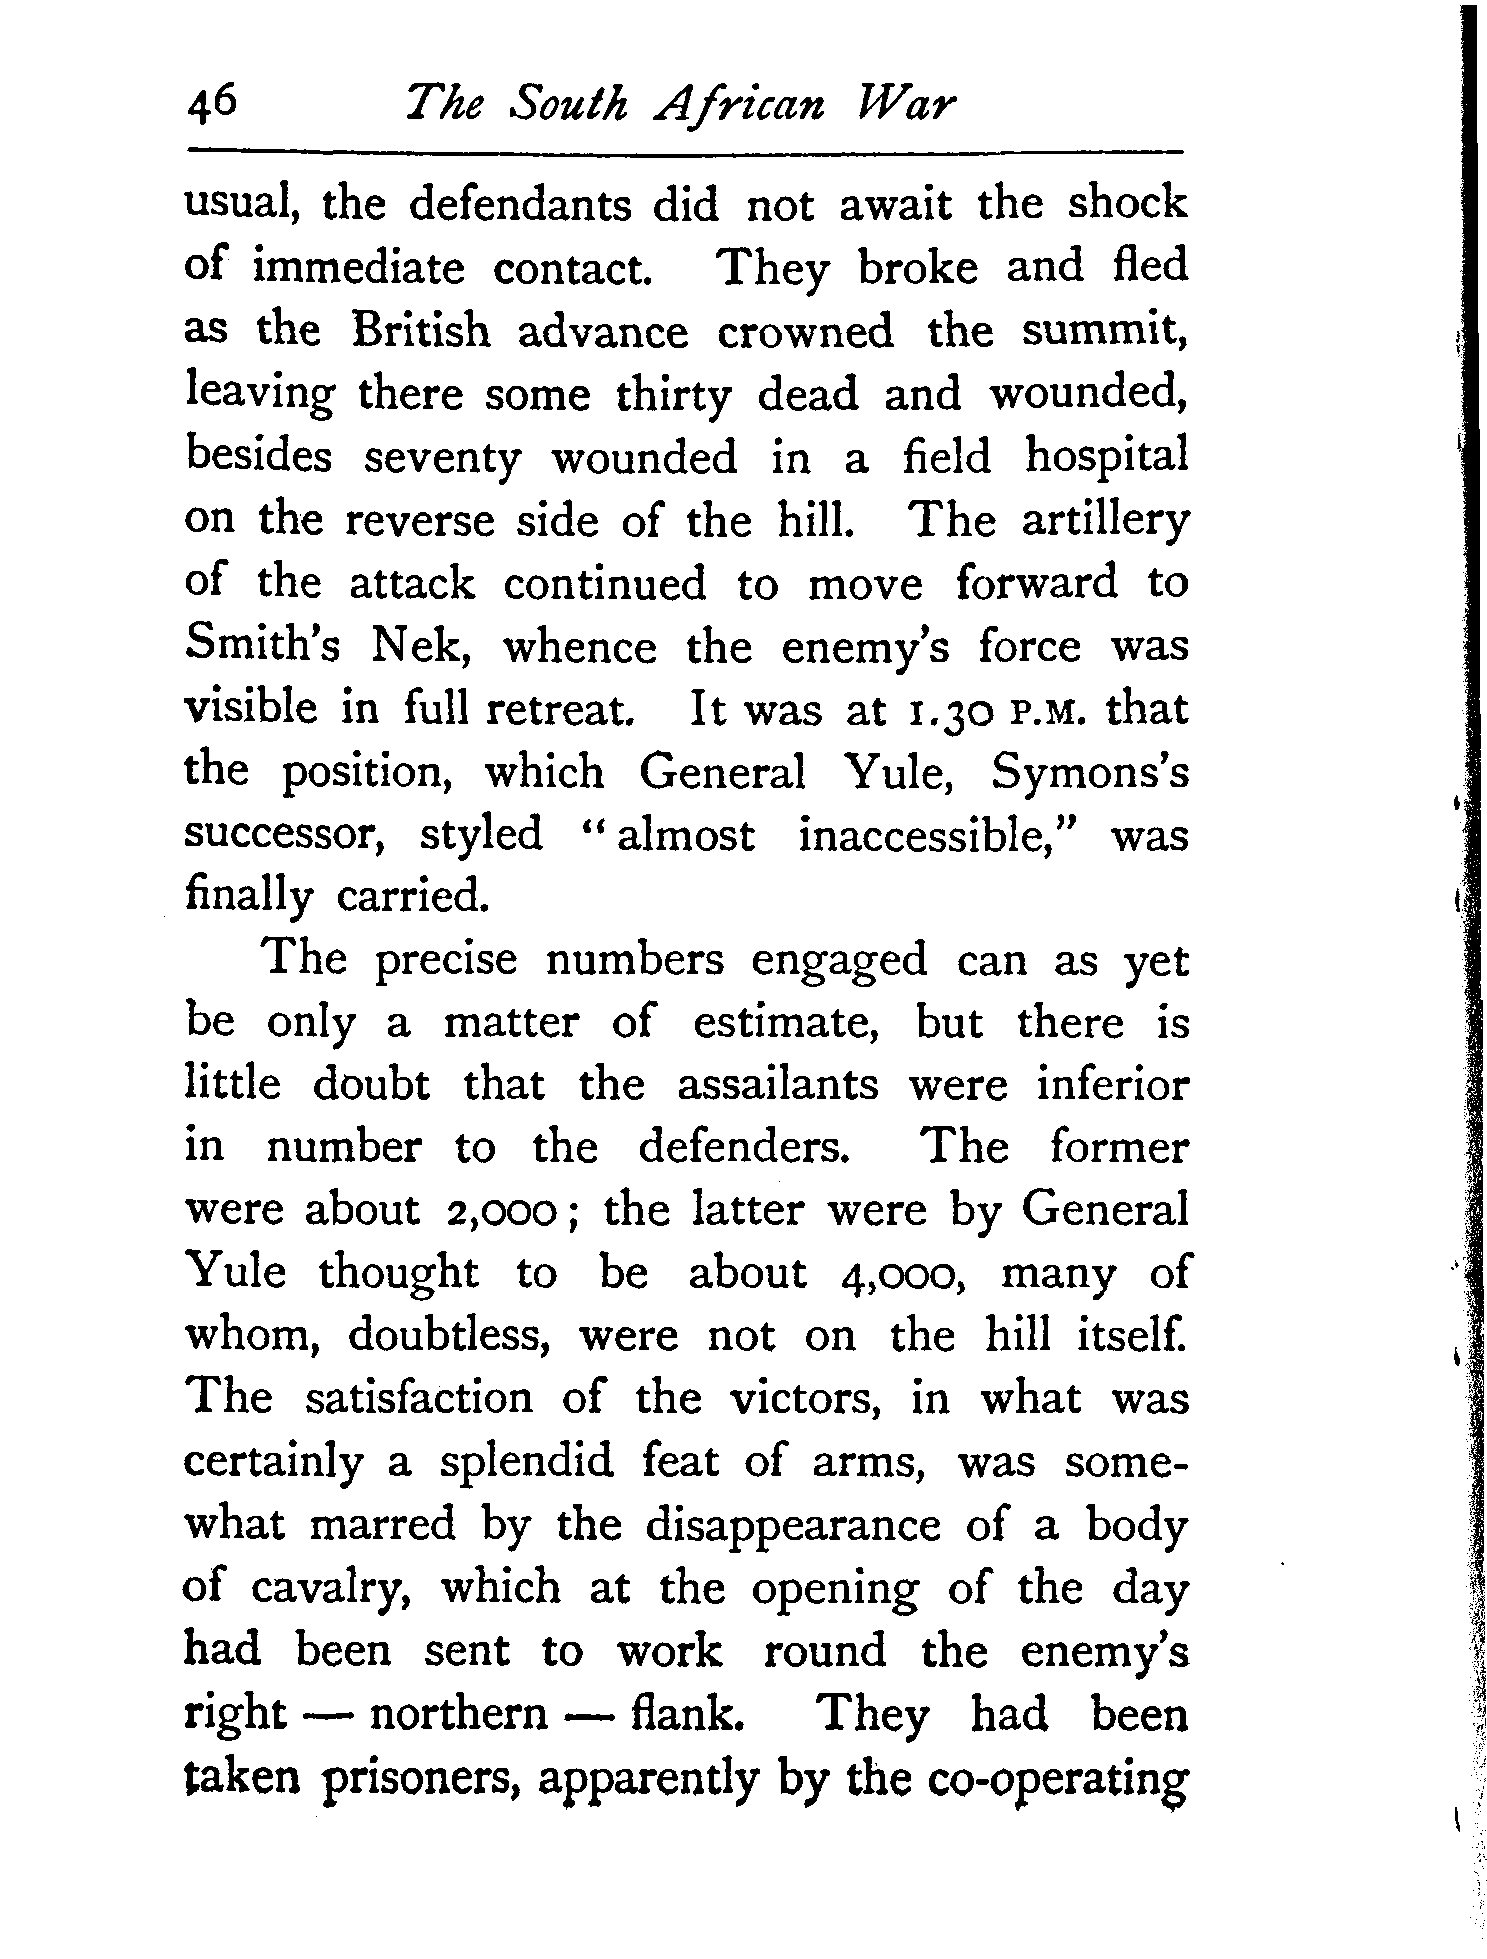 46 The South African War
usual, the defendants did not await the shock
of immediate contact. They broke and fled
as the British advance crowned the summit,
leaving there some thirty dead and wounded,
besides seventy wounded in a field hospital
on the reverse side of the hill. The artillery
of the attack continued to move forward to
Smith's Nek, whence the enemy's force was
visible in full retreat. It was at 1.30 P.M. that
the position, which General Yule, Symons's
successor, styled “almost inaccessible,” was
finally carried.
The precise numbers engaged can as yet
be only a matter of estimate, but there is
little doubt that the assailants were inferior
in number to the defenders. The former
were about 2,000; the latter were by General
Yule thought to be about 4,000, many of
whom, doubtless, were not on the hill itself.
The satisfaction of the victors, in what was
certainly a splendid feat of arms, was some-
what marred by the disappearance of a body
of cavalry, which at the opening of the day
had been sent to work round the enemy's
right — northern — flank. They had been
taken prisoners, apparently by the co-operating